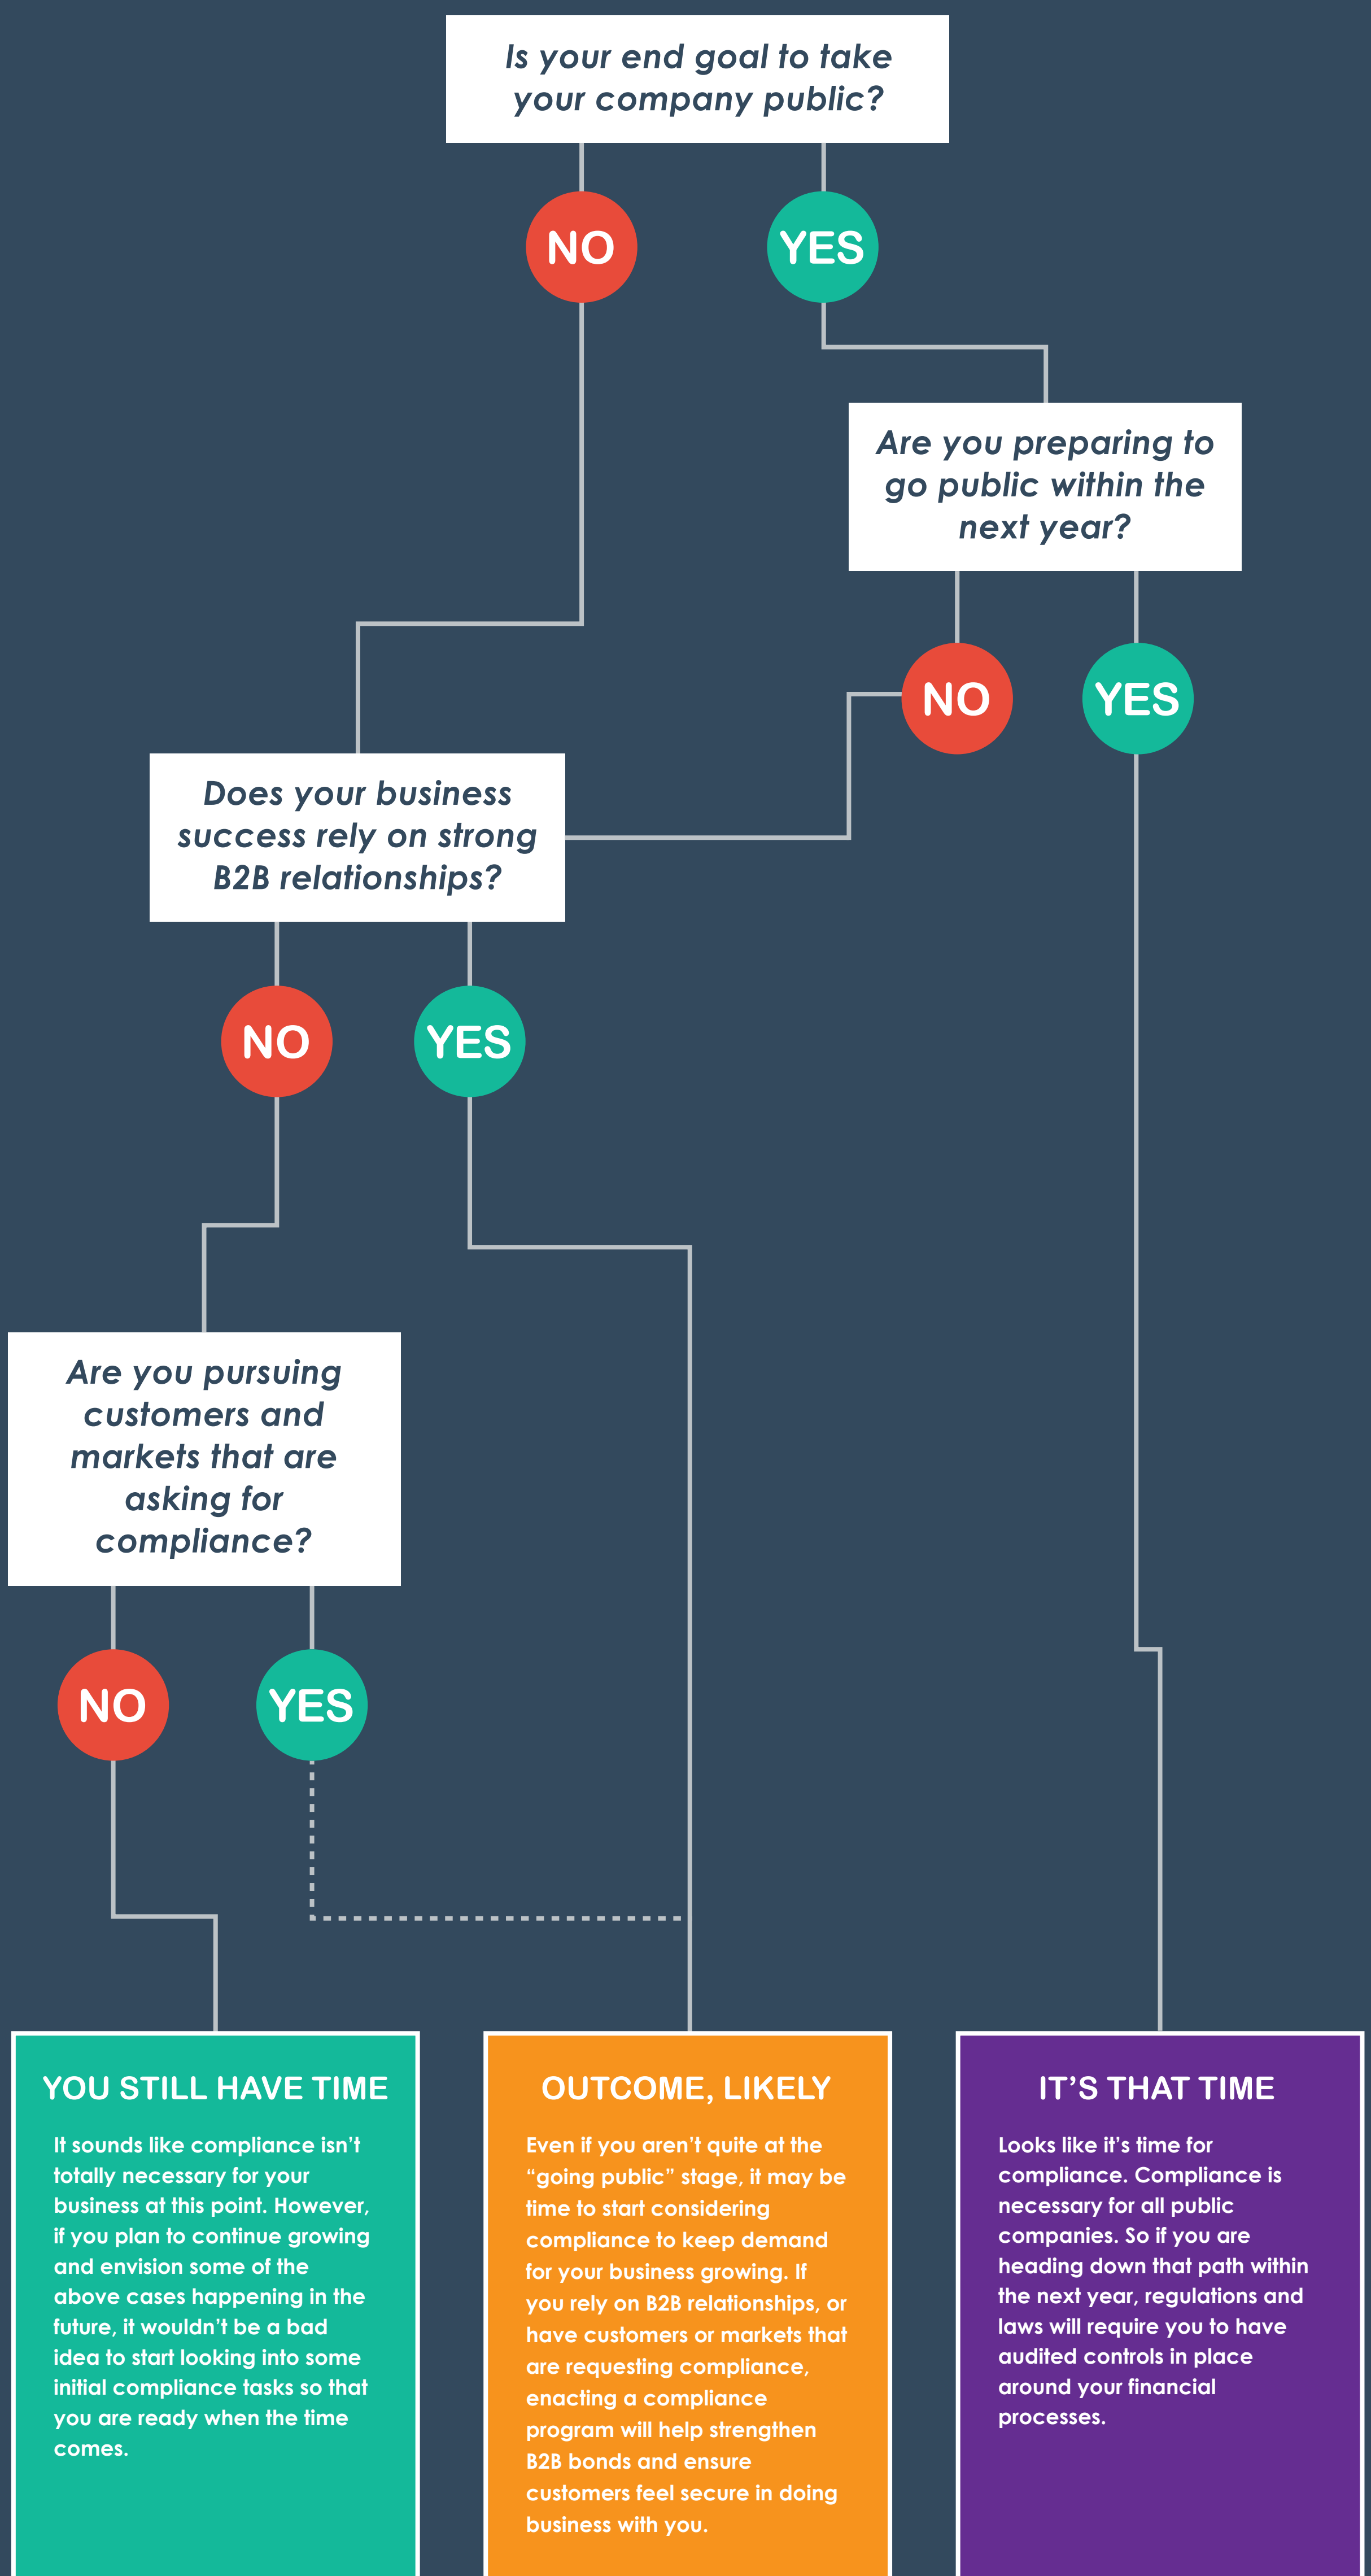 Is your end goal to take
your company public?
NO
YES
Are you preparing to
go public within the
next year?
NO
YES
Does your business
success rely on strong
B2B relationships?
NO
YES
Are you pursuing
customers and
markets that are
asking for
compliance?
NO
YES
YOU STILL HAVE TIME
It sounds like compliance isn’t
totally necessary for your
business at this point. However,
if you plan to continue growing
and envision some of the
above cases happening in the
future, it wouldn’t be a bad
idea to start looking into some
initial compliance tasks so that
you are ready when the time
comes.
OUTCOME, LIKELY
Even if you aren’t quite at the
“going public” stage, it may be
time to start considering
compliance to keep demand
for your business growing. If
you rely on B2B relationships, or
have customers or markets that
are requesting compliance,
enacting a compliance
program will help strengthen
B2B bonds and ensure
customers feel secure in doing
business with you.
IT’S THAT TIME
Looks like it’s time for
compliance. Compliance is
necessary for all public
companies. So if you are
heading down that path within
the next year, regulations and
laws will require you to have
audited controls in place
around your financial
processes.